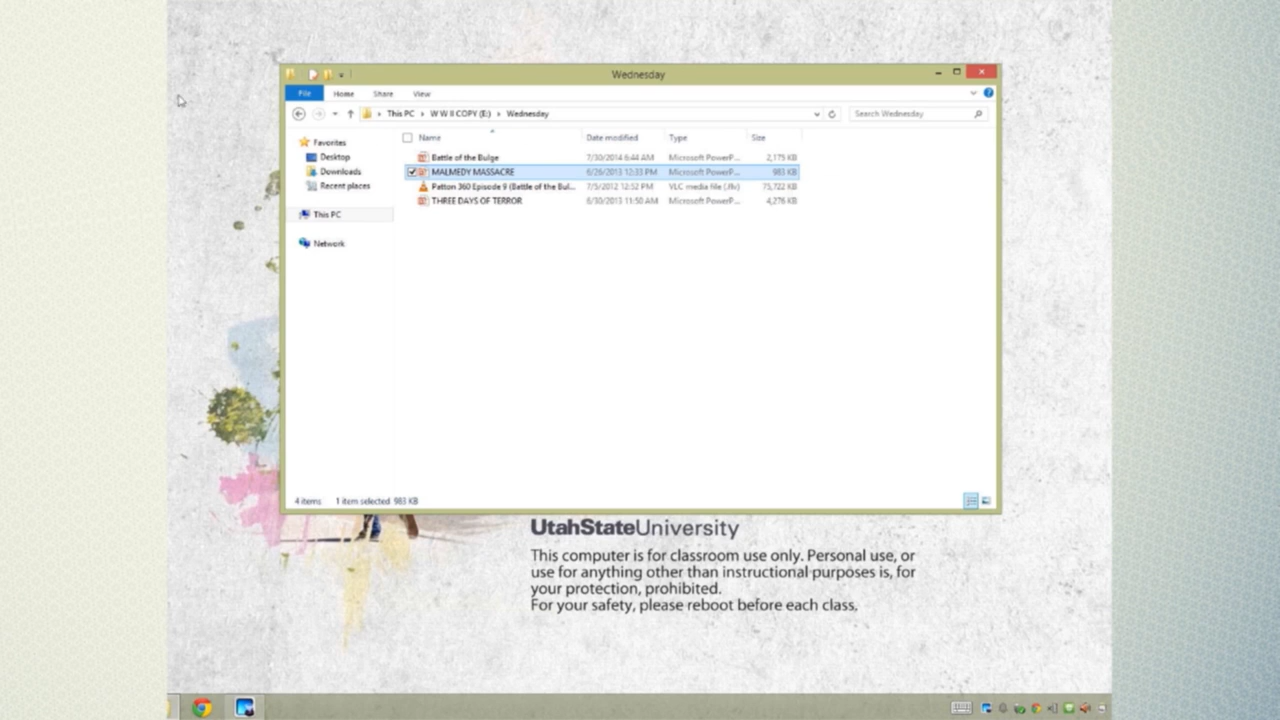 Wednesday
File Home Share View
This PC W W II COPY (E:) Wednesday
Search Wednesday
Name Date modified Type Size
Favorites
Desktop
Downloads
Recent places
This PC
Network
Battle of the Bulge 7/30/2014 6:44 AM Microsoft PowerP... 2,175 KB
MALMEDY MASSACRE 6/26/2013 12:33 PM Microsoft PowerP... 983 KB
Patton 360 Episode 9 (Battle of the Bul... 7/5/2012 12:52 PM VLC media file (.flv) 75,722 KB
THREE DAYS OF TERROR 6/30/2013 11:50 AM Microsoft PowerP... 4,276 KB
4 items 1 item selected 983 KB
UtahStateUniversity
This computer is for classroom use only. Personal use, or
use for anything other than instructional purposes is, for
your protection, prohibited.
For your safety, please reboot before each class.